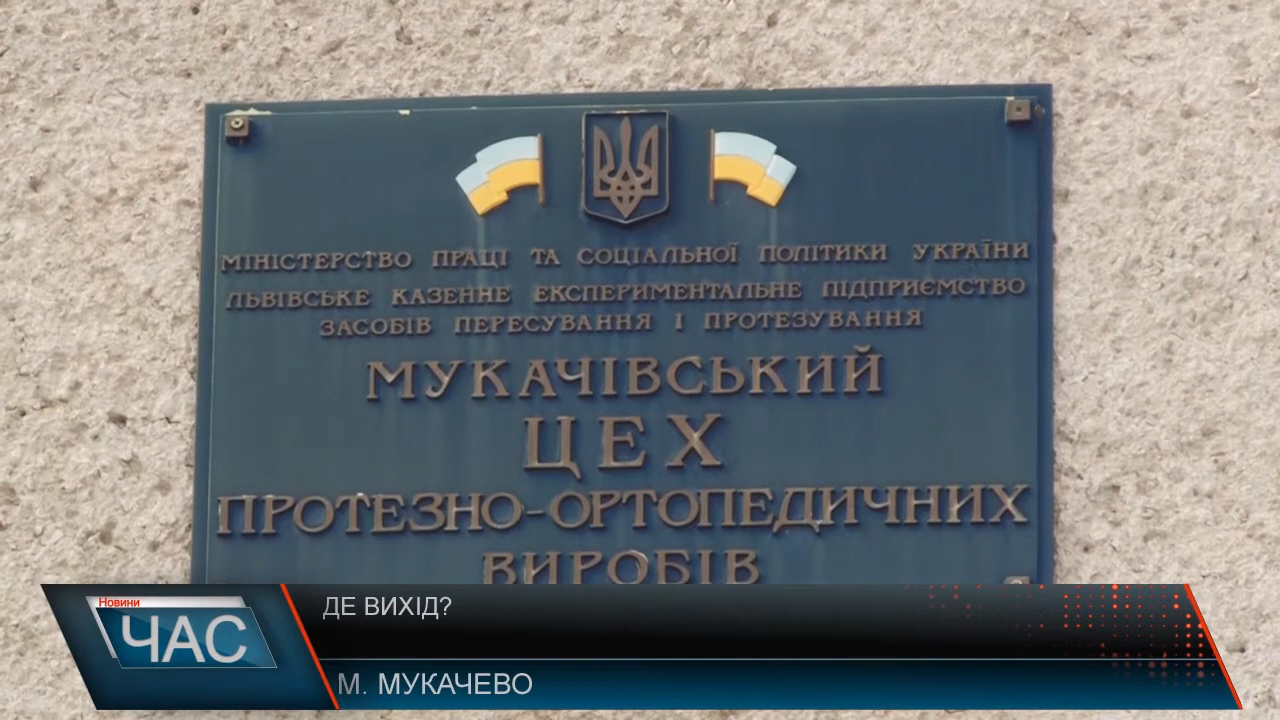 МІНІСТЕРСТВО ПРАЦІ ТА СОЦІАЛЬНОЇ ПОЛІТИКИ УКРАЇНИ
ЛЬВІВСЬКЕ КАЗЕННЕ ЕКСПЕРИМЕНТАЛЬНЕ ПІДПРИЄМСТВО
ЗАСОБІВ ПЕРЕСУВАННЯ І ПРОТЕЗУВАННЯ
МУКАЧІВСЬКИЙ
ЦЕХ
ПРОТЕЗНО-ОРТОПЕДИЧНИХ
ВИРОБІВ
Новини
ЧАС
ДЕ ВИХІД?
М. МУКАЧЕВО